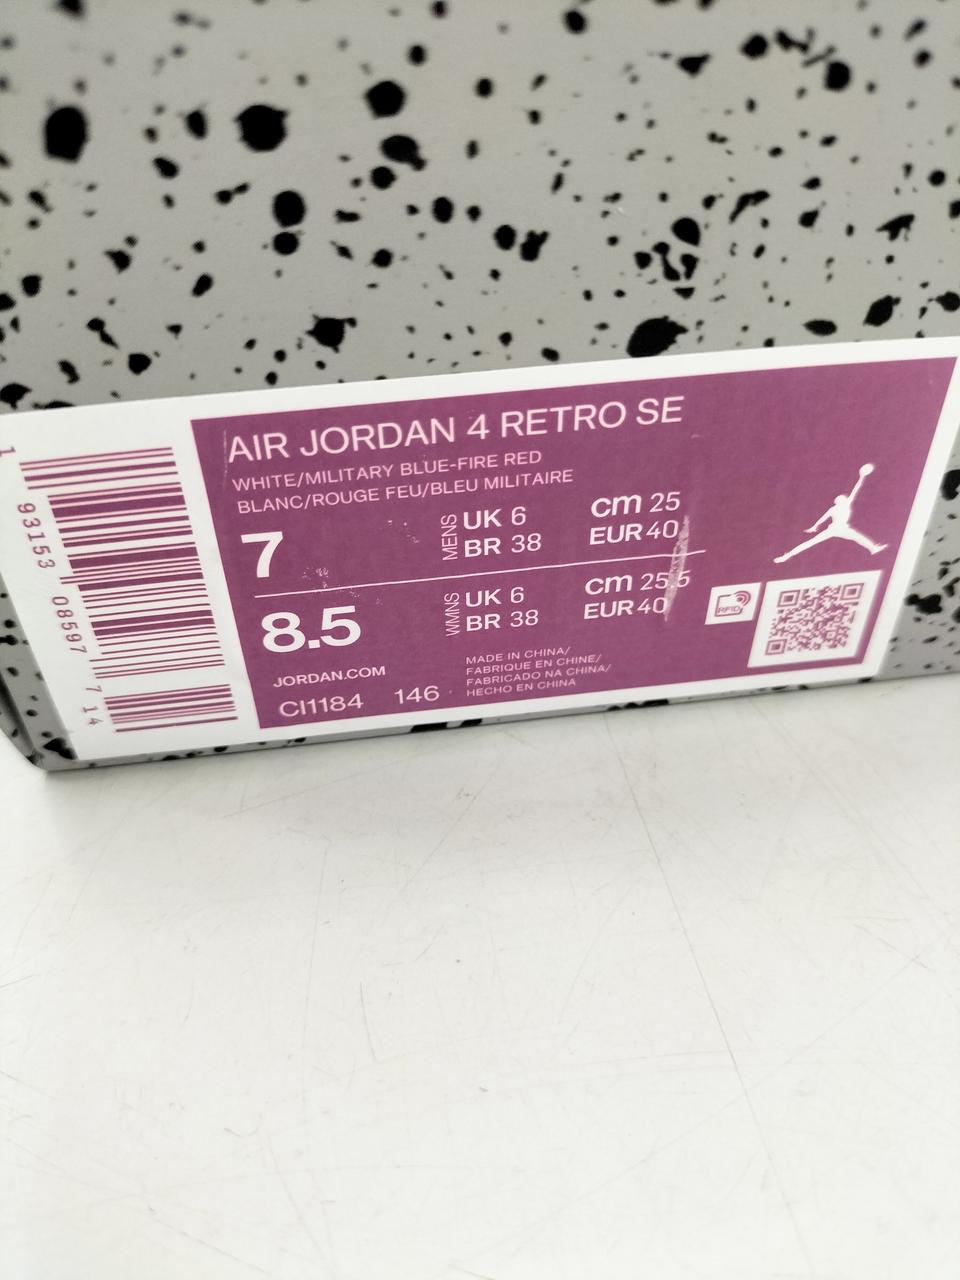 AIR JORDAN 4 RETRO SE
WHITE/MILITARY BLUE-FIRE RED
BLANC/ROUGE FEU/BLEU MILITAIRE
7
MENS
UK 6
BR 38
cm 25
EUR 40
8.5
WMNS
UK 6
BR 38
cm 25.5
EUR 40
JORDAN.COM
CI1184 146
MADE IN CHINA/
FABRIQUE EN CHINE/
FABRICADO NA CHINA/
HECHO EN CHINA
RFID
1 93153 08597 7 14